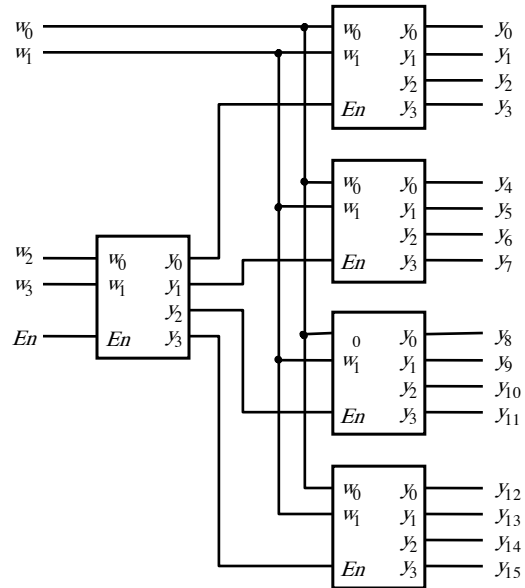 w0 w0 y0 y0
w1 w1 y1 y1
y2 y2
En y3 y3
w0 y0 y4
w1 y1 y5
y2 y6
En y3 y7
w2 w0 y0
w3 w1 y1
y2
En En y3
0 y0 y8
w1 y1 y9
y2 y10
En y3 y11
w0 y0 y12
w1 y1 y13
y2 y14
En y3 y15